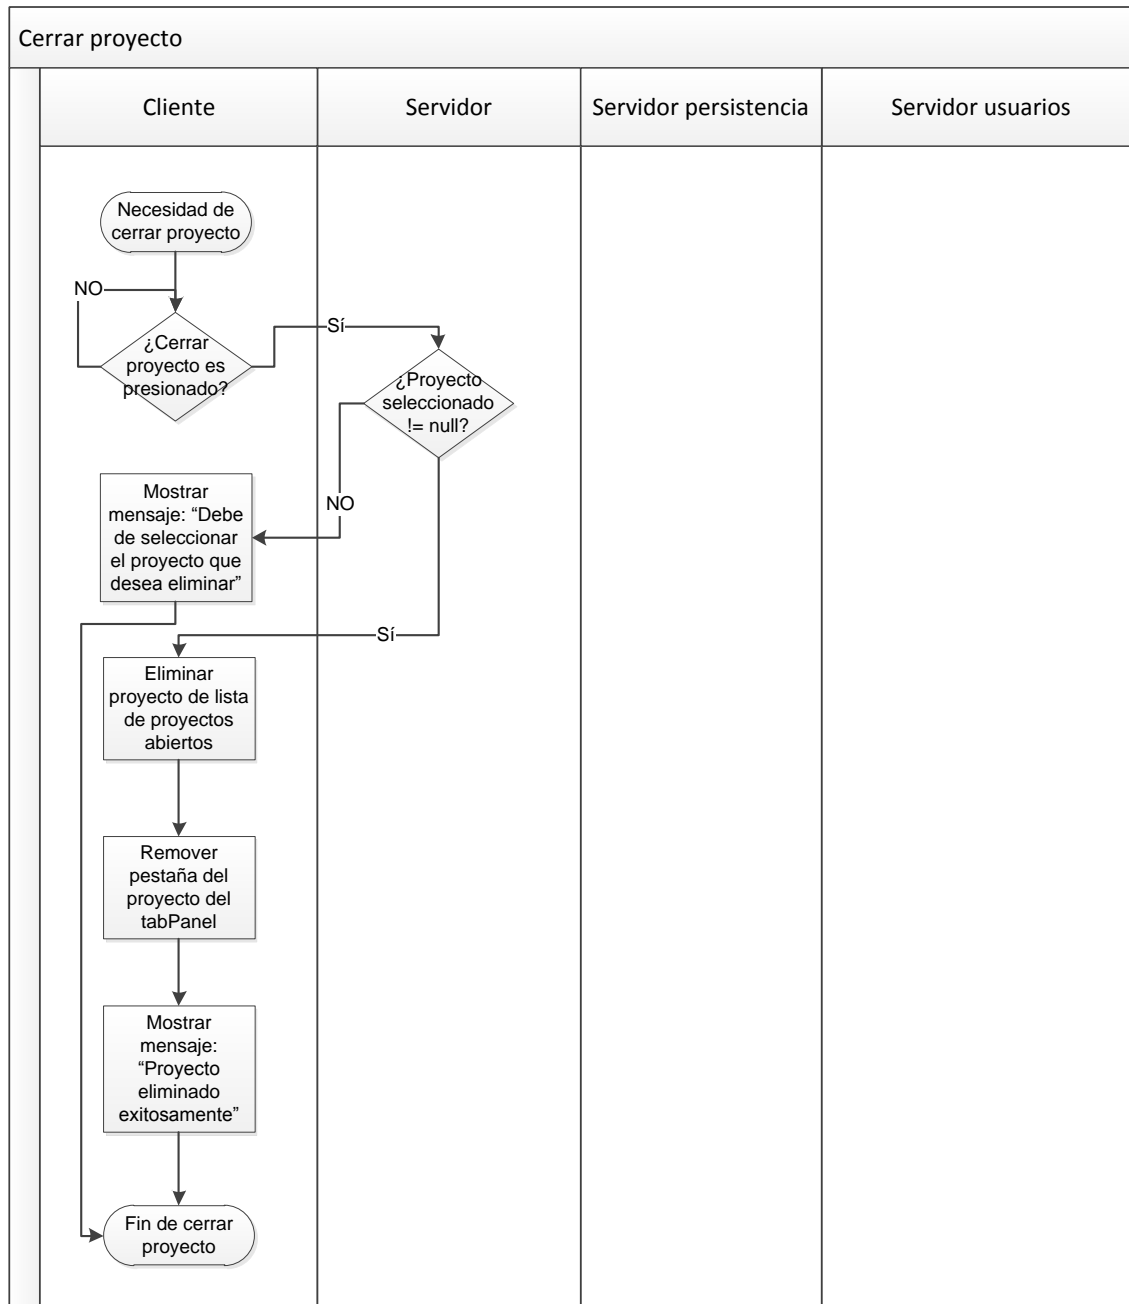 Cerrar proyecto
Cliente
Servidor
Servidor persistencia
Servidor usuarios
Necesidad de
cerrar proyecto
NO
¿Cerrar
proyecto es
presionado?
Sí
¿Proyecto
seleccionado
!= null?
NO
Mostrar
mensaje: “Debe
de seleccionar
el proyecto que
desea eliminar”
Sí
Eliminar
proyecto de lista
de proyectos
abiertos
Remover
pestaña del
proyecto del
tabPanel
Mostrar
mensaje:
“Proyecto
eliminado
exitosamente”
Fin de cerrar
proyecto